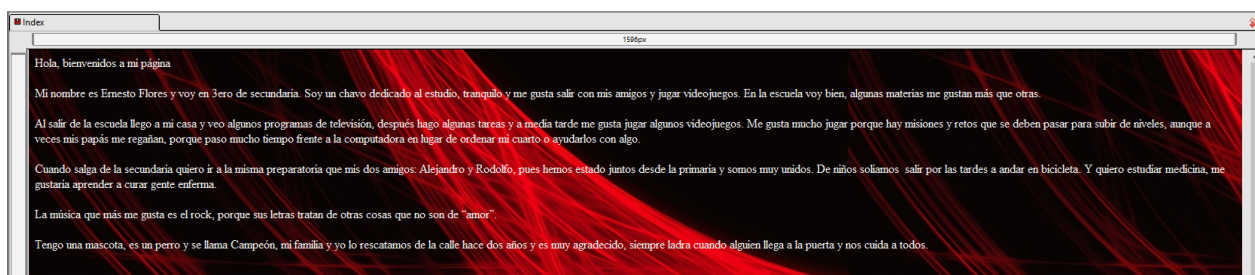 Index
1596px
Hola, bienvenidos a mi página
Mi nombre es Ernesto Flores y voy en 3ero de secundaria. Soy un chavo dedicado al estudio, tranquilo y me gusta salir con mis amigos y jugar videojuegos. En la escuela voy bien, algunas materias me gustan más que otras.
Al salir de la escuela llego a mi casa y veo algunos programas de televisión, después hago algunas tareas y a media tarde me gusta jugar algunos videojuegos. Me gusta mucho jugar porque hay misiones y retos que se deben pasar para subir de niveles, aunque a
veces mis papás me regañan, porque paso mucho tiempo frente a la computadora en lugar de ordenar mi cuarto o ayudarlos con algo.
Cuando salga de la secundaria quiero ir a la misma preparatoria que mis dos amigos: Alejandro y Rodolfo, pues hemos estado juntos desde la primaria y somos muy unidos. De niños solíamos salir por las tardes a andar en bicicleta. Y quiero estudiar medicina, me
gustaría aprender a curar gente enferma.
La música que más me gusta es el rock, porque sus letras tratan de otras cosas que no son de “amor”.
Tengo una mascota, es un perro y se llama Campeón, mi familia y yo lo rescatamos de la calle hace dos años y es muy agradecido, siempre ladra cuando alguien llega a la puerta y nos cuida a todos.